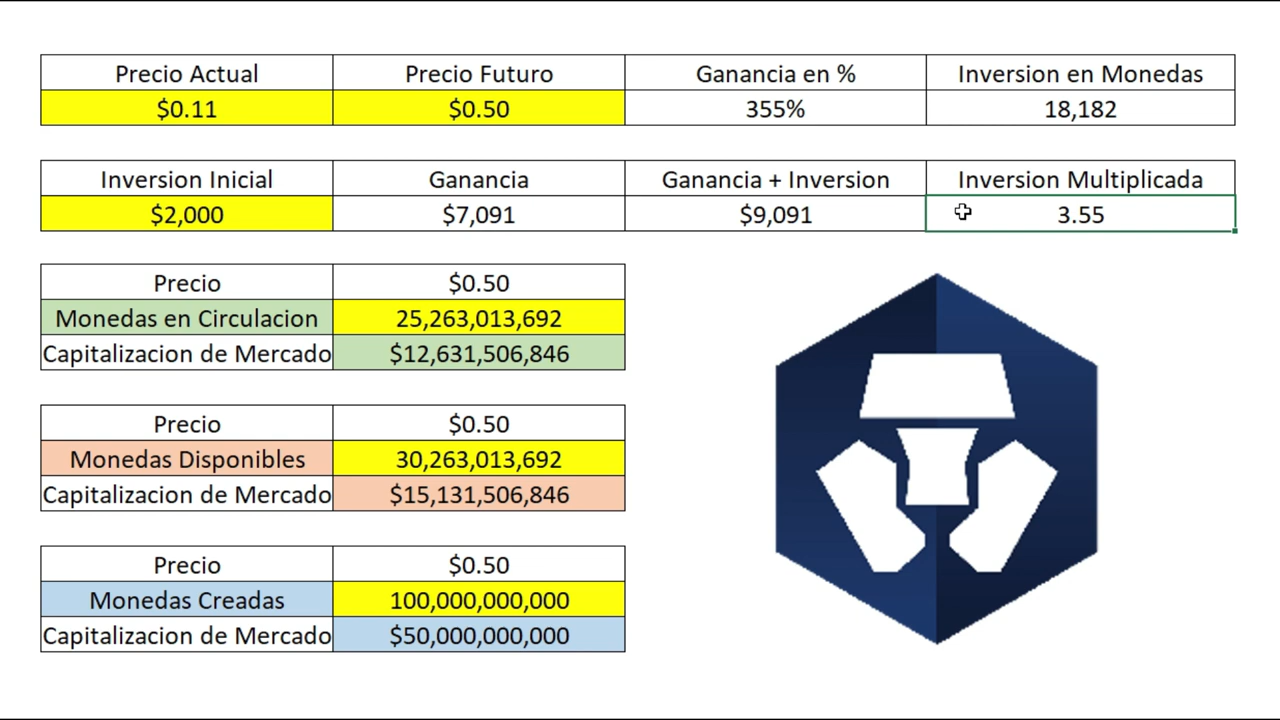 Precio Actual Precio Futuro Ganancia en % Inversion en Monedas
$0.11 $0.50 355% 18,182
Inversion Inicial Ganancia Ganancia + Inversion Inversion Multiplicada
$2,000 $7,091 $9,091 3.55
Precio $0.50
Monedas en Circulacion 25,263,013,692
Capitalizacion de Mercado $12,631,506,846
Precio $0.50
Monedas Disponibles 30,263,013,692
Capitalizacion de Mercado $15,131,506,846
Precio $0.50
Monedas Creadas 100,000,000,000
Capitalizacion de Mercado $50,000,000,000